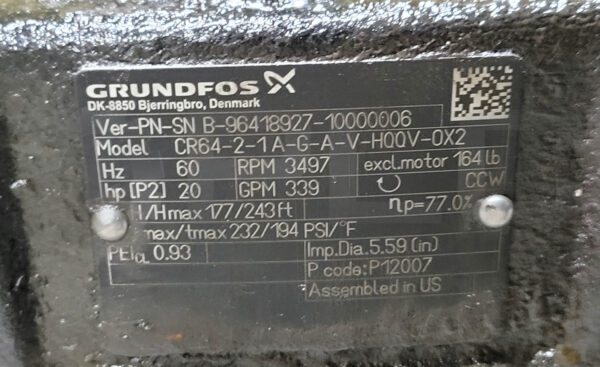 GRUNDFOS X
DK-8850 Bjerringbro, Denmark
Ver-PN-SN B-96418927-10000006
Model CR64-2-1 A-G-A-V-HQQV-OX2
Hz 60 RPM 3497 excl.motor 164 lb
hp [P2] 20 GPM 339 CCW
/Hmax 177/243 ft ηp=77.0%
max/tmax 232/194 PSI/°F
PEI 0.93 Imp.Dia.5.59 (in)
P code:P12007
Assembled in US